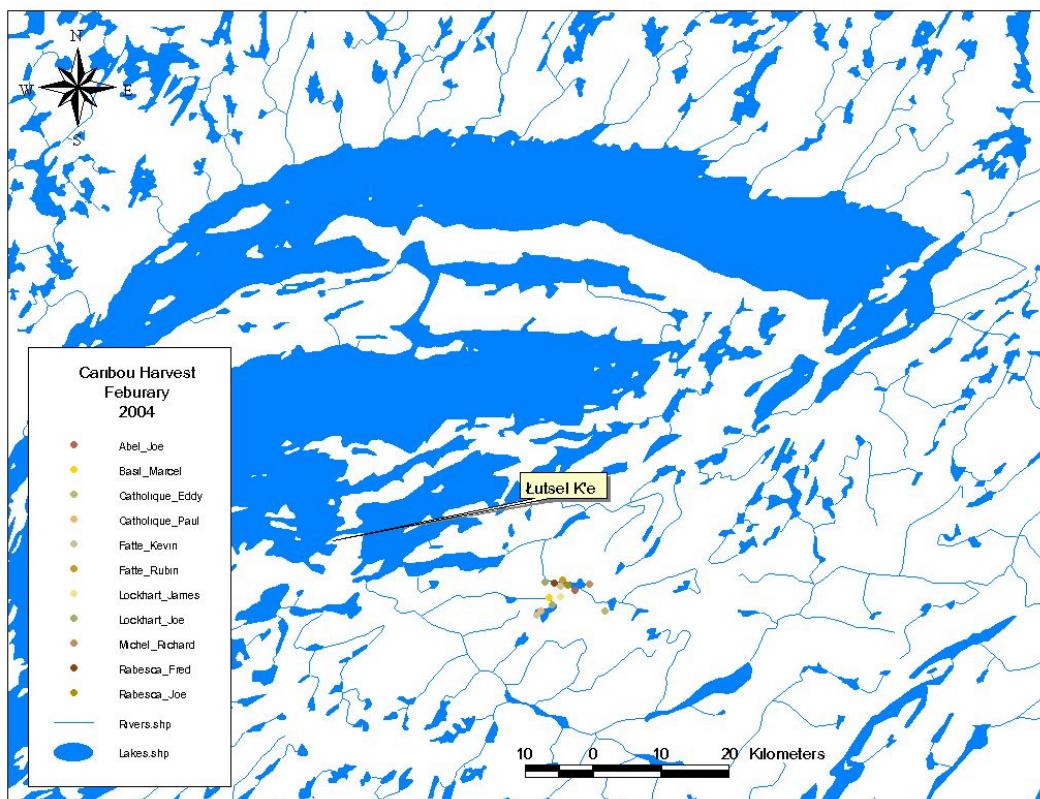 N
W E
S
Łutsel K'e
Caribou Harvest
Feburary
2004
Abel_Joe
Basil_Marcel
Catholique_Eddy
Catholique_Paul
Fatte_Kevin
Fatte_Rubin
Lockhart_James
Lockhart_Joe
Michel_Richard
Rabesca_Fred
Rabesca_Joe
Rivers.shp
Lakes.shp
10 0 10 20 Kilometers